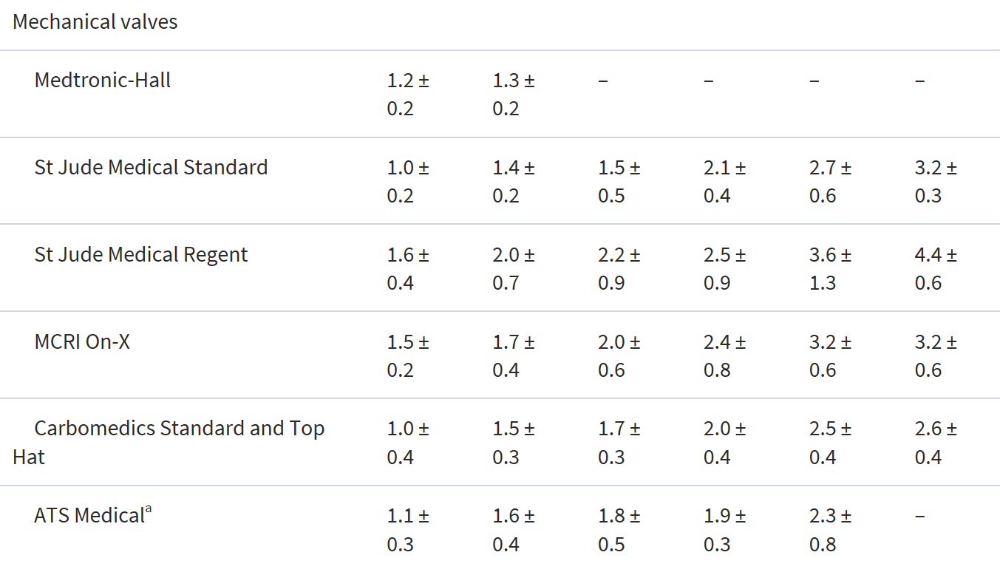 Mechanical valves
Medtronic-Hall 1.2 ± 1.3 ± – – – –
0.2 0.2
St Jude Medical Standard 1.0 ± 1.4 ± 1.5 ± 2.1 ± 2.7 ± 3.2 ±
0.2 0.2 0.5 0.4 0.6 0.3
St Jude Medical Regent 1.6 ± 2.0 ± 2.2 ± 2.5 ± 3.6 ± 4.4 ±
0.4 0.7 0.9 0.9 1.3 0.6
MCRI On-X 1.5 ± 1.7 ± 2.0 ± 2.4 ± 3.2 ± 3.2 ±
0.2 0.4 0.6 0.8 0.6 0.6
Carbomedics Standard and Top 1.0 ± 1.5 ± 1.7 ± 2.0 ± 2.5 ± 2.6 ±
Hat 0.4 0.3 0.3 0.4 0.4 0.4
ATS Medicalᵃ 1.1 ± 1.6 ± 1.8 ± 1.9 ± 2.3 ± –
0.3 0.4 0.5 0.3 0.8